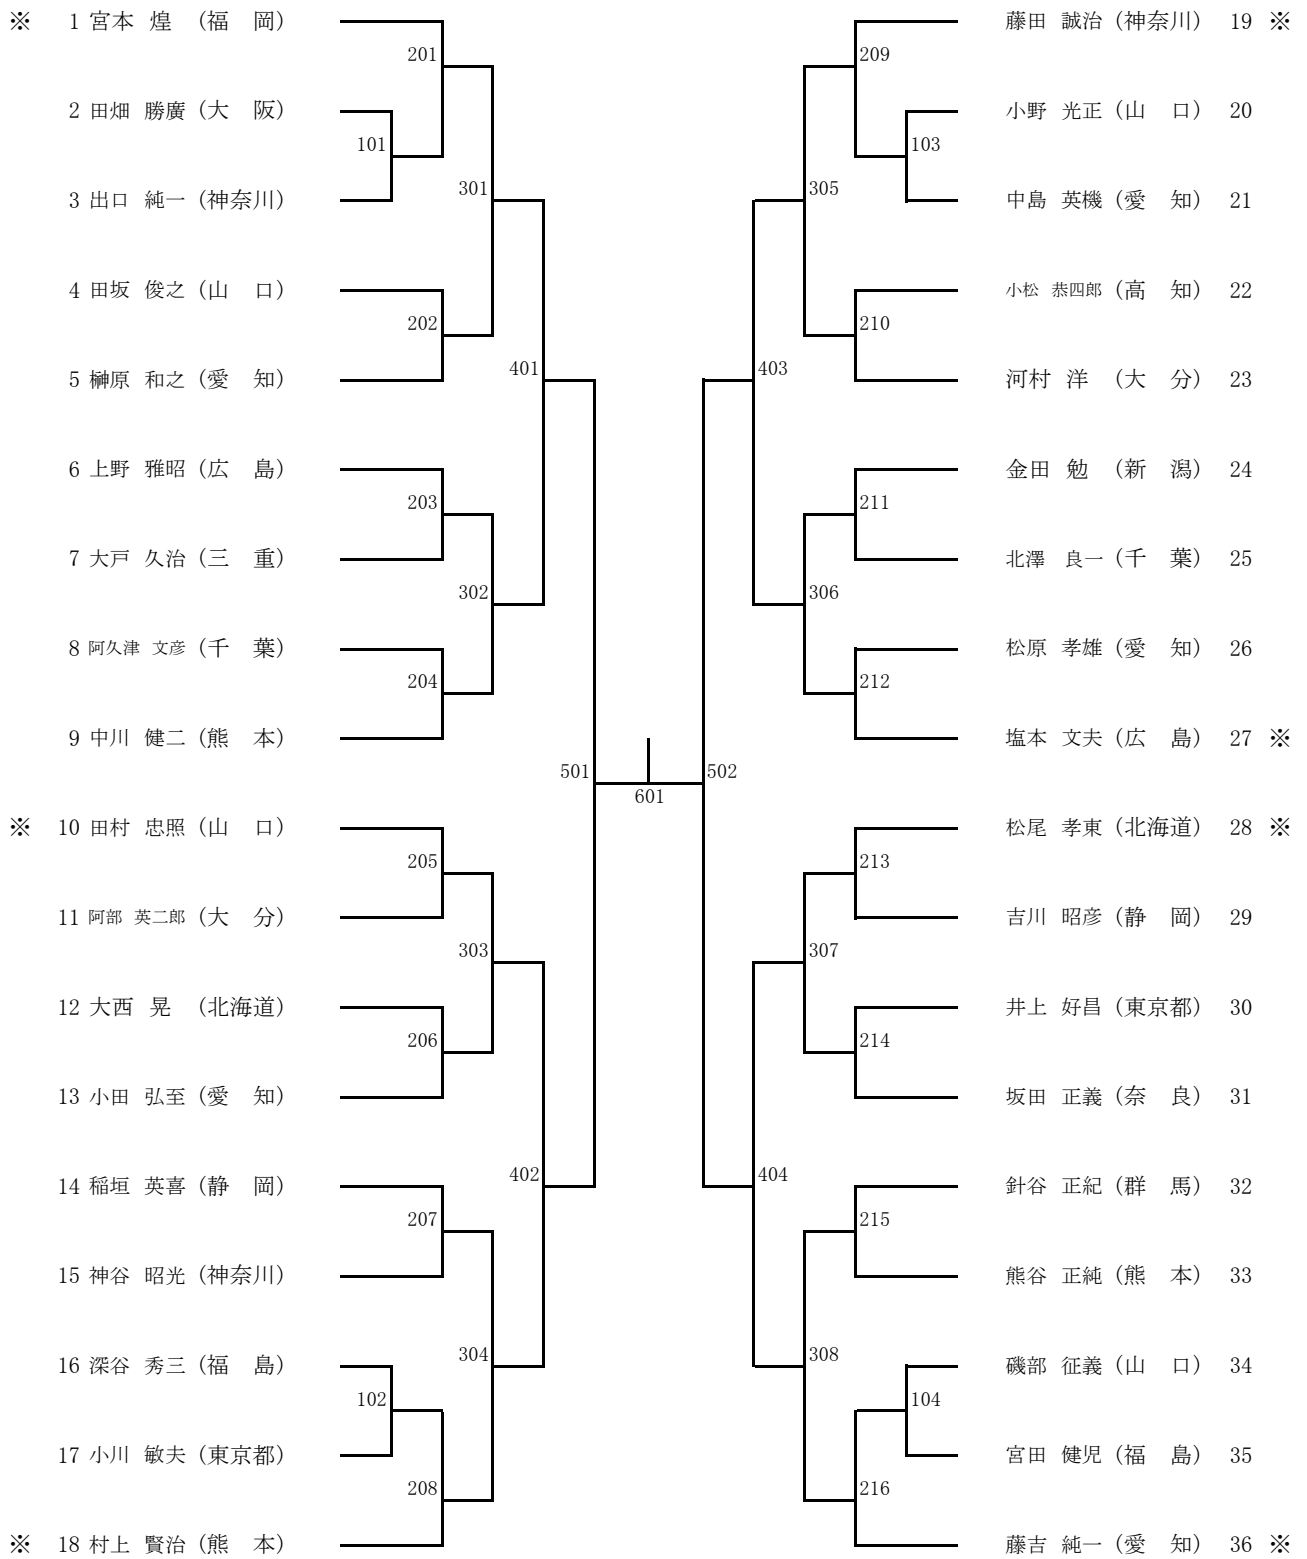 ※ 1 宮本 煌 （福 岡） 藤田 誠治（神奈川） 19 ※
201 209
2 田畑 勝廣（大 阪） 小野 光正（山 口） 20
101 103
301 305
3 出口 純一（神奈川） 中島 英機（愛 知） 21
4 田坂 俊之（山 口） 小松 恭四郎（高 知） 22
202 210
401 403
5 榊原 和之（愛 知） 河村 洋 （大 分） 23
6 上野 雅昭（広 島） 金田 勉 （新 潟） 24
203 211
7 大戸 久治（三 重） 北澤 良一（千 葉） 25
302 306
8 阿久津 文彦（千 葉） 松原 孝雄（愛 知） 26
204 212
9 中川 健二（熊 本） 塩本 文夫（広 島） 27 ※
501 502
601
※ 10 田村 忠照（山 口） 松尾 孝東（北海道） 28 ※
205 213
11 阿部 英二郎（大 分） 吉川 昭彦（静 岡） 29
303 307
12 大西 晃 （北海道） 井上 好昌（東京都） 30
206 214
13 小田 弘至（愛 知） 坂田 正義（奈 良） 31
402 404
14 稲垣 英喜（静 岡） 針谷 正紀（群 馬） 32
207 215
15 神谷 昭光（神奈川） 熊谷 正純（熊 本） 33
304 308
16 深谷 秀三（福 島） 磯部 征義（山 口） 34
102 104
17 小川 敏夫（東京都） 宮田 健児（福 島） 35
208 216
※ 18 村上 賢治（熊 本） 藤吉 純一（愛 知） 36 ※